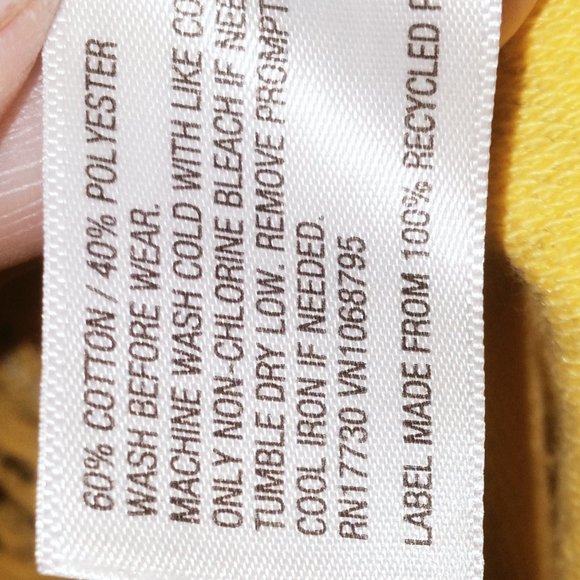 60% COTTON / 40% POLYESTER
WASH BEFORE WEAR.
MACHINE WASH COLD WITH LIKE
ONLY NON-CHLORINE BLEACH IF
TUMBLE DRY LOW. REMOVE
COOL IRON IF NEEDED.
RN17730 VN1068795
LABEL MADE FROM 100% RECYCLED